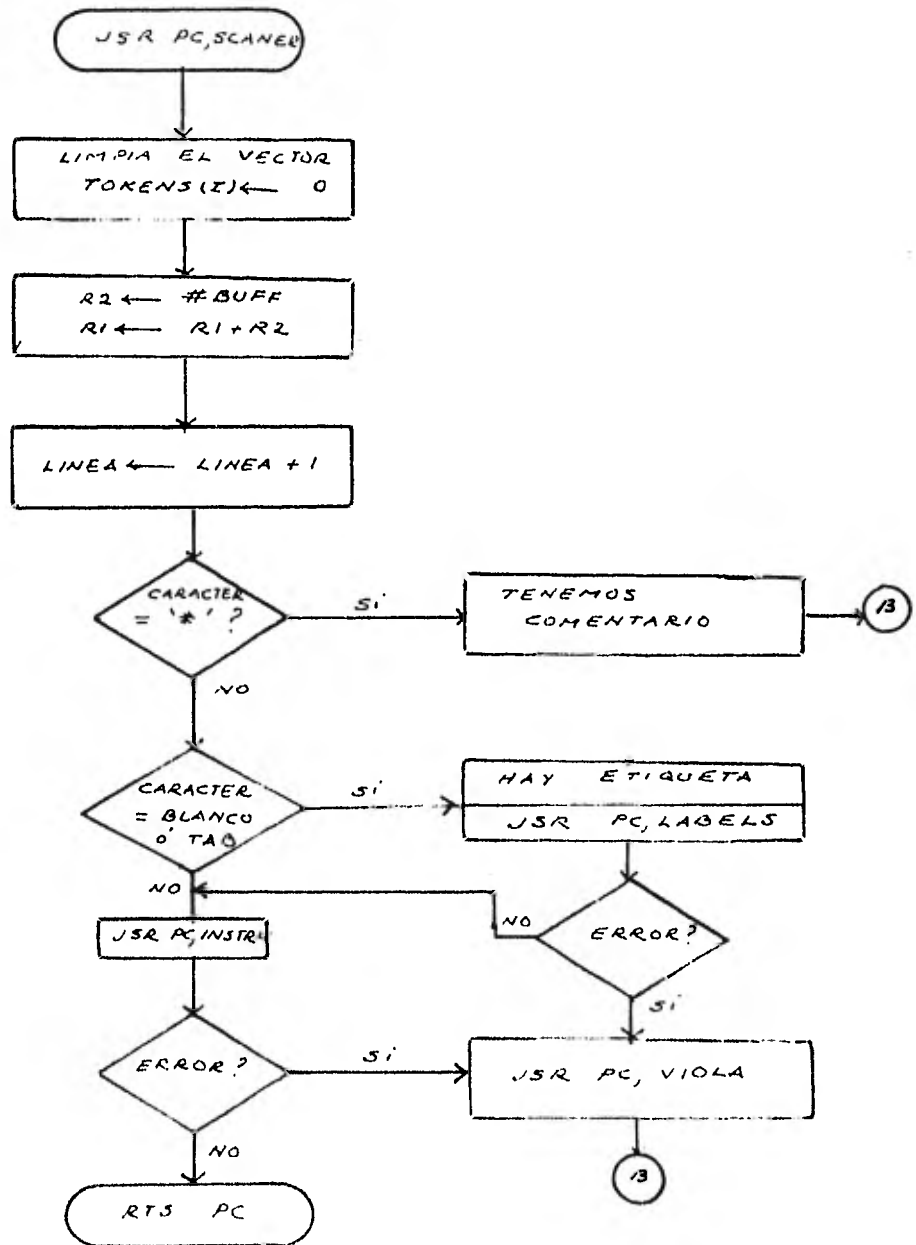 JSR PC,SCANER
LIMPIA EL VECTOR
TOKENS(I)← 0
R2 ← #BUFF
R1 ← R1+R2
LINEA ← LINEA + 1
CARACTER
= '*' ?
Si
TENEMOS
COMENTARIO
13
NO
CARACTER
= BLANCO
O' TAB
Si
HAY ETIQUETA
JSR PC,LABELS
NO
NO
ERROR?
JSR PC,INSTR
Si
ERROR?
Si
JSR PC, VIOLA
NO
13
RTS PC